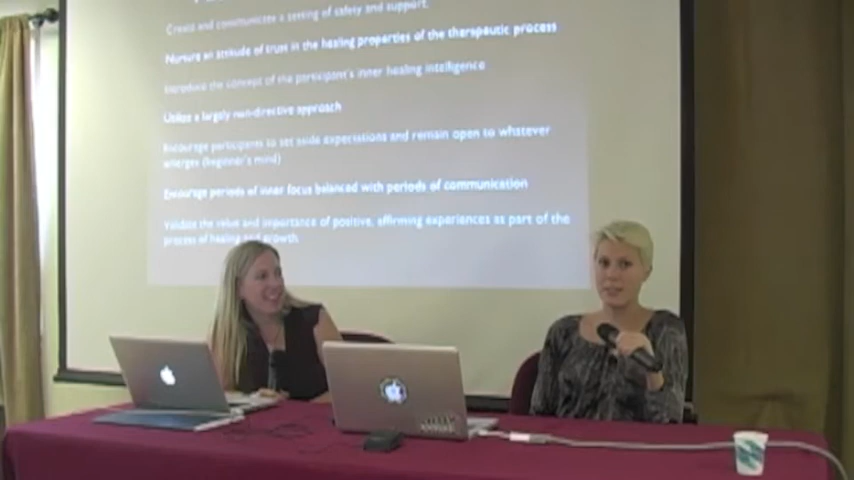 Create and communicates a setting of safety and support.
Nurture an attitude of trust in the healing properties of the therapeutic process
Introduce the concept of the participant's inner healing intelligence
Utilize a largely non-directive approach
Encourage participants to set aside expectations and remain open to whatever
emerges (beginner's mind)
Encourage periods of inner focus balanced with periods of communication
Validate the value and importance of positive, affirming experiences as part of the
process of healing and growth.